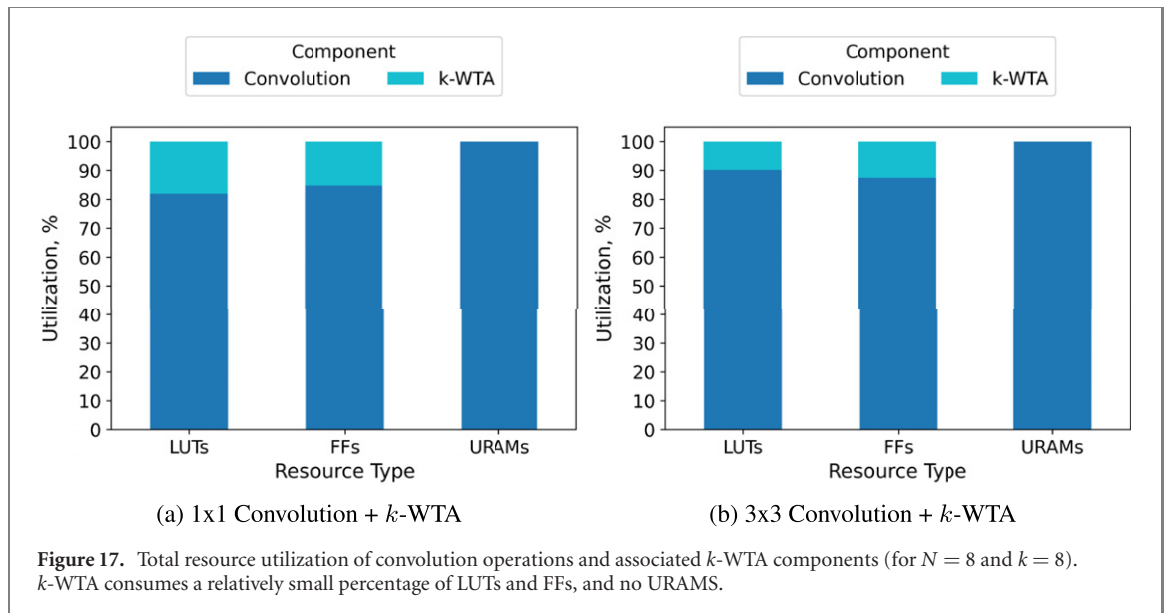 Component
Convolution k-WTA
Utilization, %
100
90
80
70
60
50
40
30
20
10
0
LUTs FFs URAMs
Resource Type
(a) 1x1 Convolution + k-WTA
Component
Convolution k-WTA
Utilization, %
100
90
80
70
60
50
40
30
20
10
0
LUTs FFs URAMs
Resource Type
(b) 3x3 Convolution + k-WTA
Figure 17. Total resource utilization of convolution operations and associated k-WTA components (for N = 8 and k = 8).
k-WTA consumes a relatively small percentage of LUTs and FFs, and no URAMS.